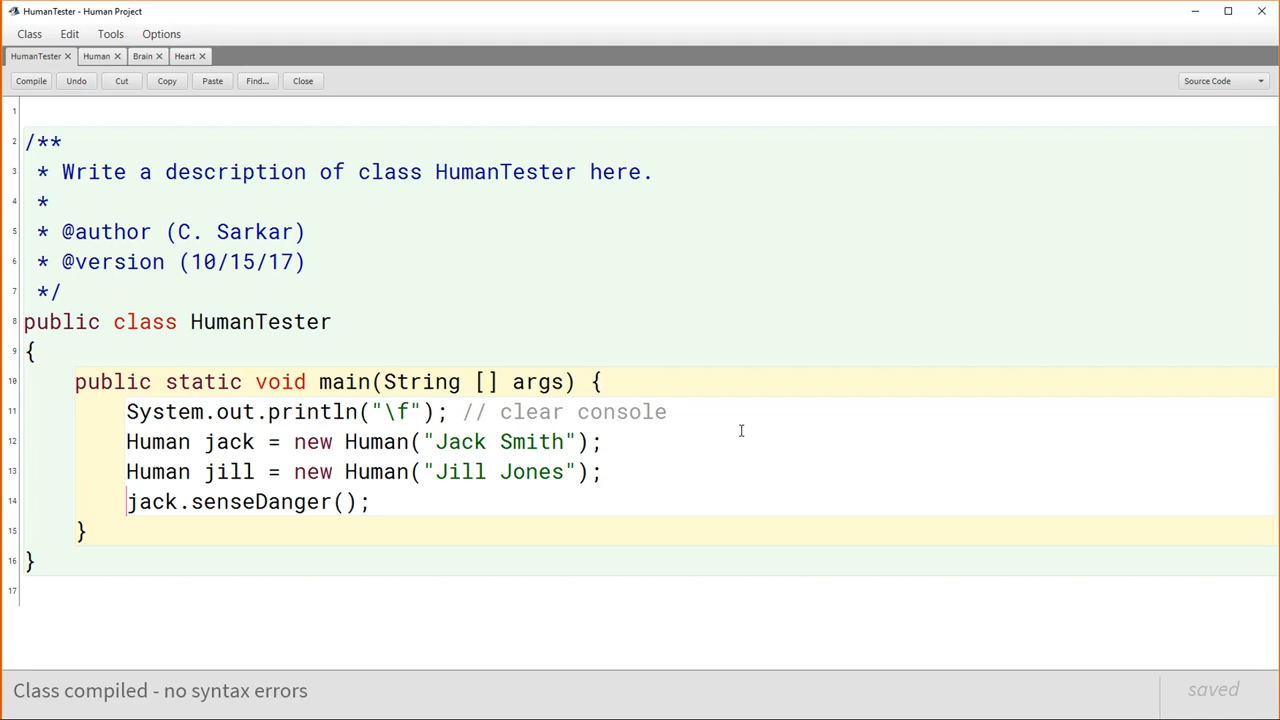 HumanTester - Human Project
Class Edit Tools Options
HumanTester Human Brain Heart
Compile Undo Cut Copy Paste Find... Close Source Code
1
2 /**
3 * Write a description of class HumanTester here.
4 *
5 * @author (C. Sarkar)
6 * @version (10/15/17)
7 */
8 public class HumanTester
9 {
10 public static void main(String [] args) {
11 System.out.println("\f"); // clear console
12 Human jack = new Human("Jack Smith");
13 Human jill = new Human("Jill Jones");
14 jack.senseDanger();
15 }
16 }
17
Class compiled - no syntax errors saved